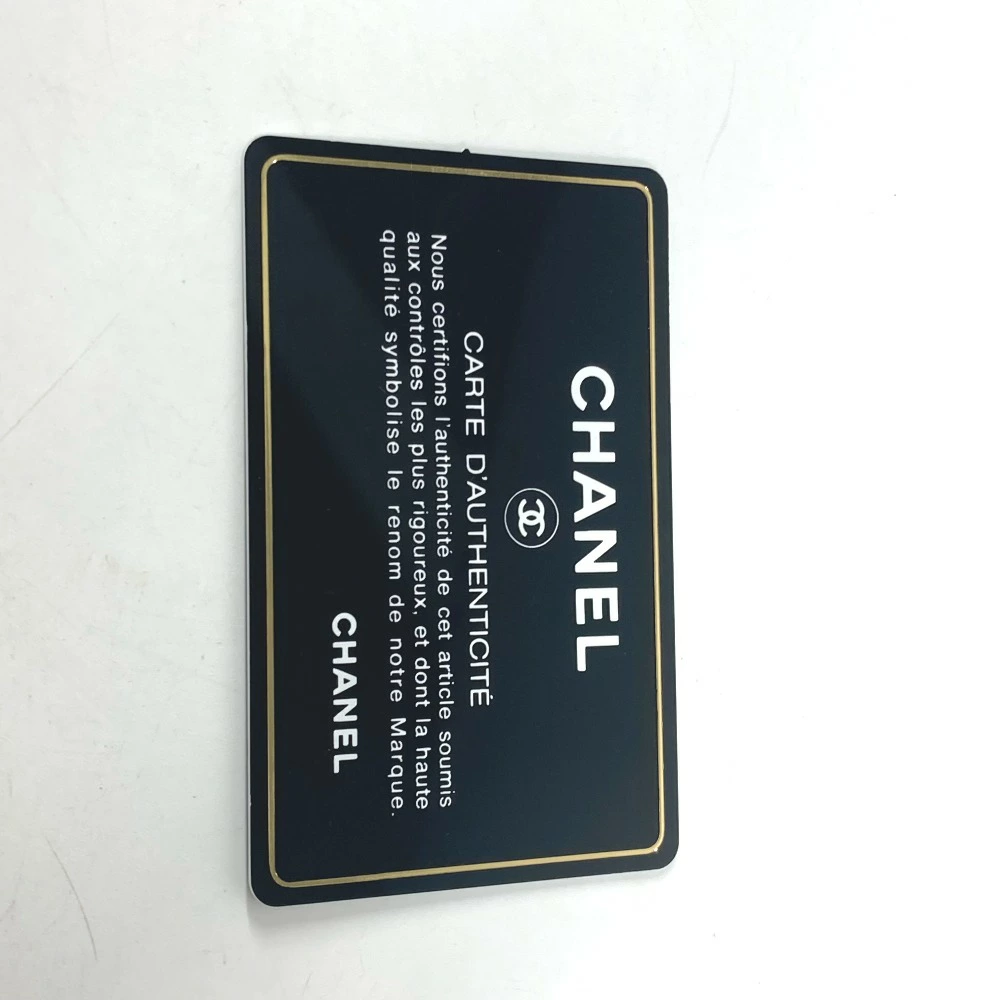 CHANEL
CARTE D'AUTHENTICITÉ
Nous certifions l'authenticité de cet article soumis
aux contrôles les plus rigoureux, et dont la haute
qualité symbolise le renom de notre Marque.
CHANEL